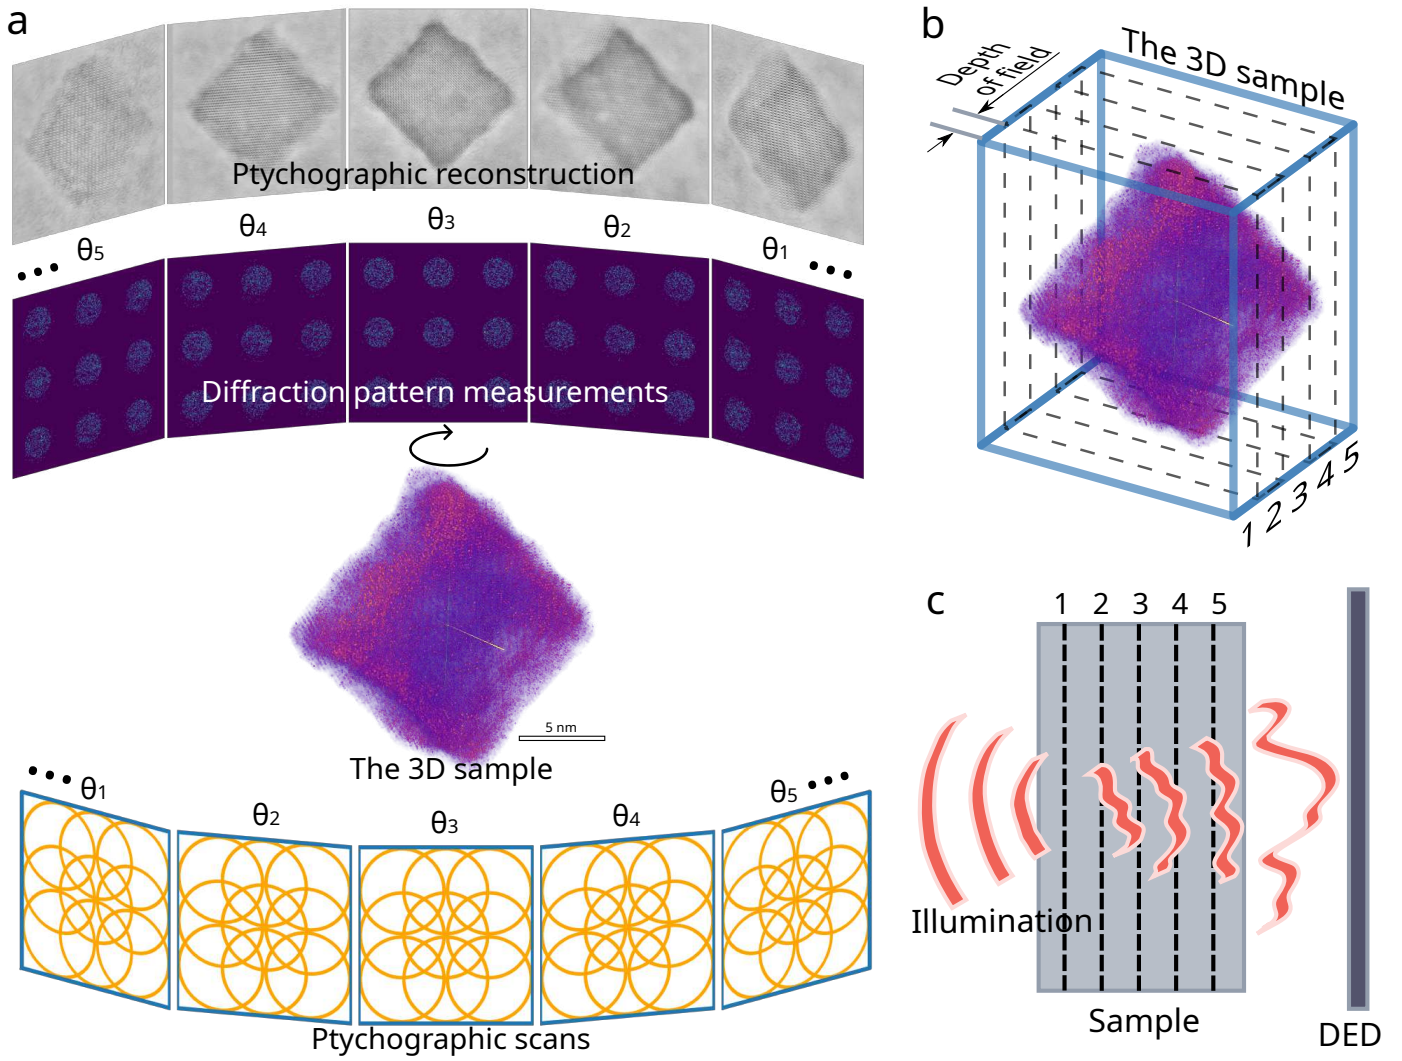 a
Ptychographic reconstruction
θ5
θ4
θ3
θ2
θ1
Diffraction pattern measurements
5 nm
The 3D sample
θ1
θ2
θ3
θ4
θ5
Ptychographic scans
b
The 3D sample
Depth
of field
1 2 3 4 5
c
1 2 3 4 5
Illumination
Sample
DED